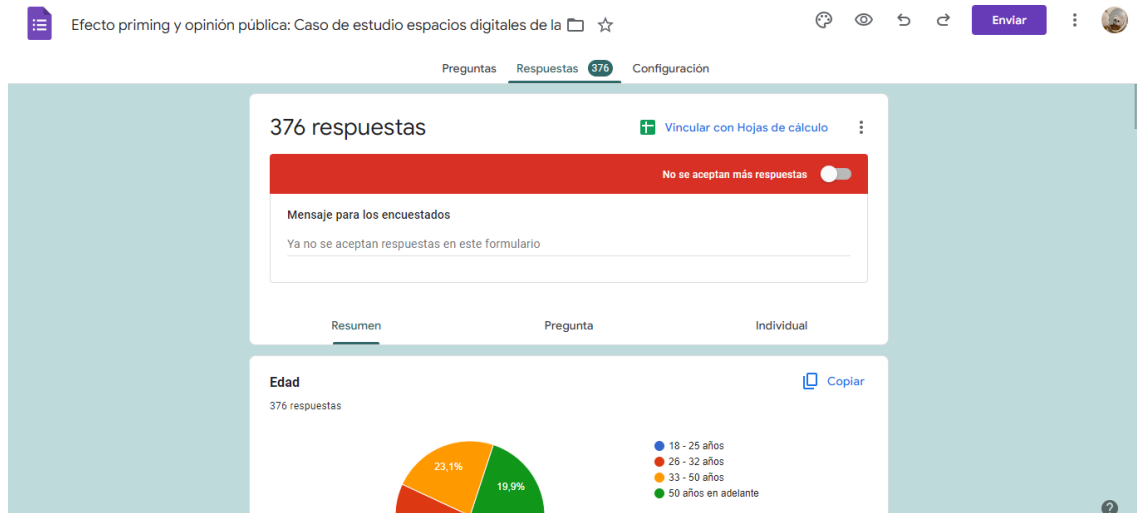 Efecto priming y opinión pública: Caso de estudio espacios digitales de la
Enviar
Preguntas Respuestas 376 Configuración
376 respuestas
Vincular con Hojas de cálculo
No se aceptan más respuestas
Mensaje para los encuestados
Ya no se aceptan respuestas en este formulario
Resumen Pregunta Individual
Edad
Copiar
376 respuestas
23,1%
19,9%
18 - 25 años
26 - 32 años
33 - 50 años
50 años en adelante